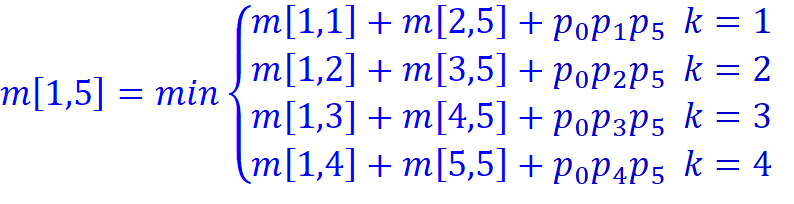 m[1,1] + m[2,5] + p₀p₁p₅ k = 1
m[1,5] = min
m[1,2] + m[3,5] + p₀p₂p₅ k = 2
m[1,3] + m[4,5] + p₀p₃p₅ k = 3
m[1,4] + m[5,5] + p₀p₄p₅ k = 4